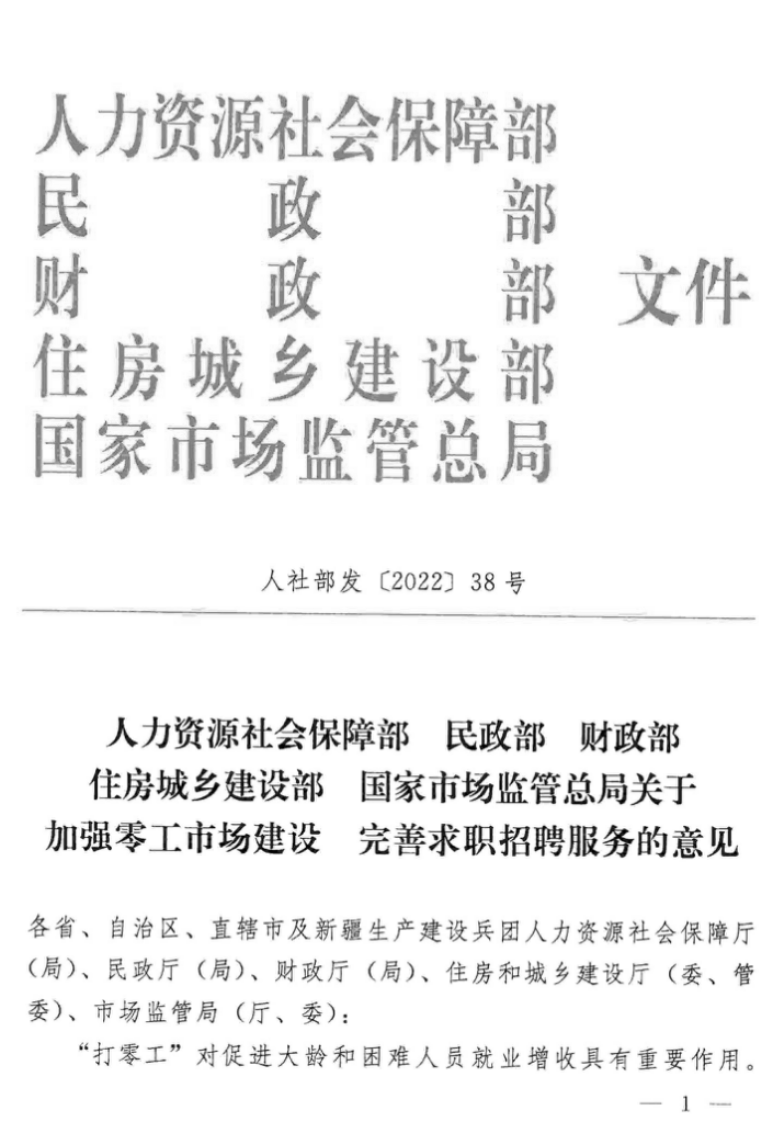 人力资源社会保障部
民政部
财政部 文件
住房城乡建设部
国家市场监管总局
人社部发〔2022〕38号
人力资源社会保障部 民政部 财政部
住房城乡建设部 国家市场监管总局关于
加强零工市场建设 完善求职招聘服务的意见
各省、自治区、直辖市及新疆生产建设兵团人力资源社会保障厅
（局）、民政厅（局）、财政厅（局）、住房和城乡建设厅（委、管
委）、市场监管局（厅、委）：
“打零工”对促进大龄和困难人员就业增收具有重要作用。
— 1 —